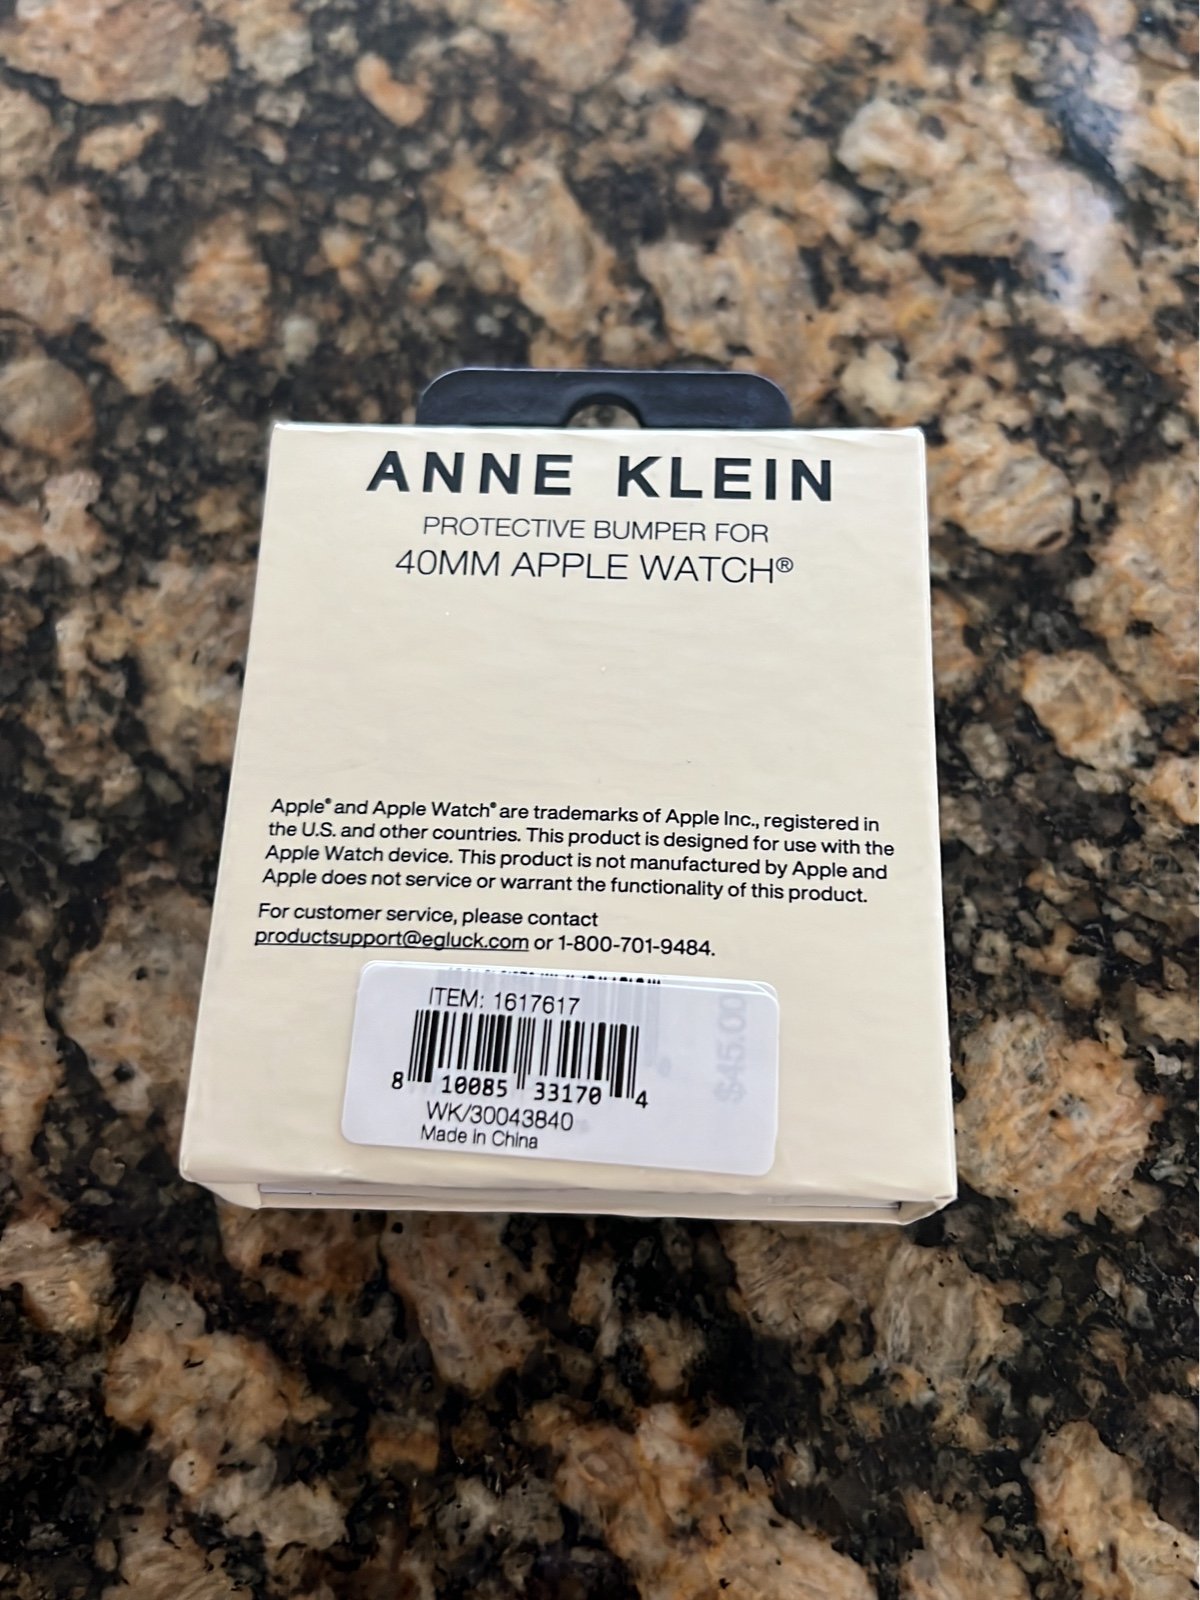 ANNE KLEIN
PROTECTIVE BUMPER FOR
40MM APPLE WATCH®
Apple® and Apple Watch® are trademarks of Apple Inc., registered in
the U.S. and other countries. This product is designed for use with the
Apple Watch device. This product is not manufactured by Apple and
Apple does not service or warrant the functionality of this product.
For customer service, please contact
productsupport@egluck.com or 1-800-701-9484.
ITEM: 1617617
8 10085 33170 4
WK/30043840
Made In China
$45.00